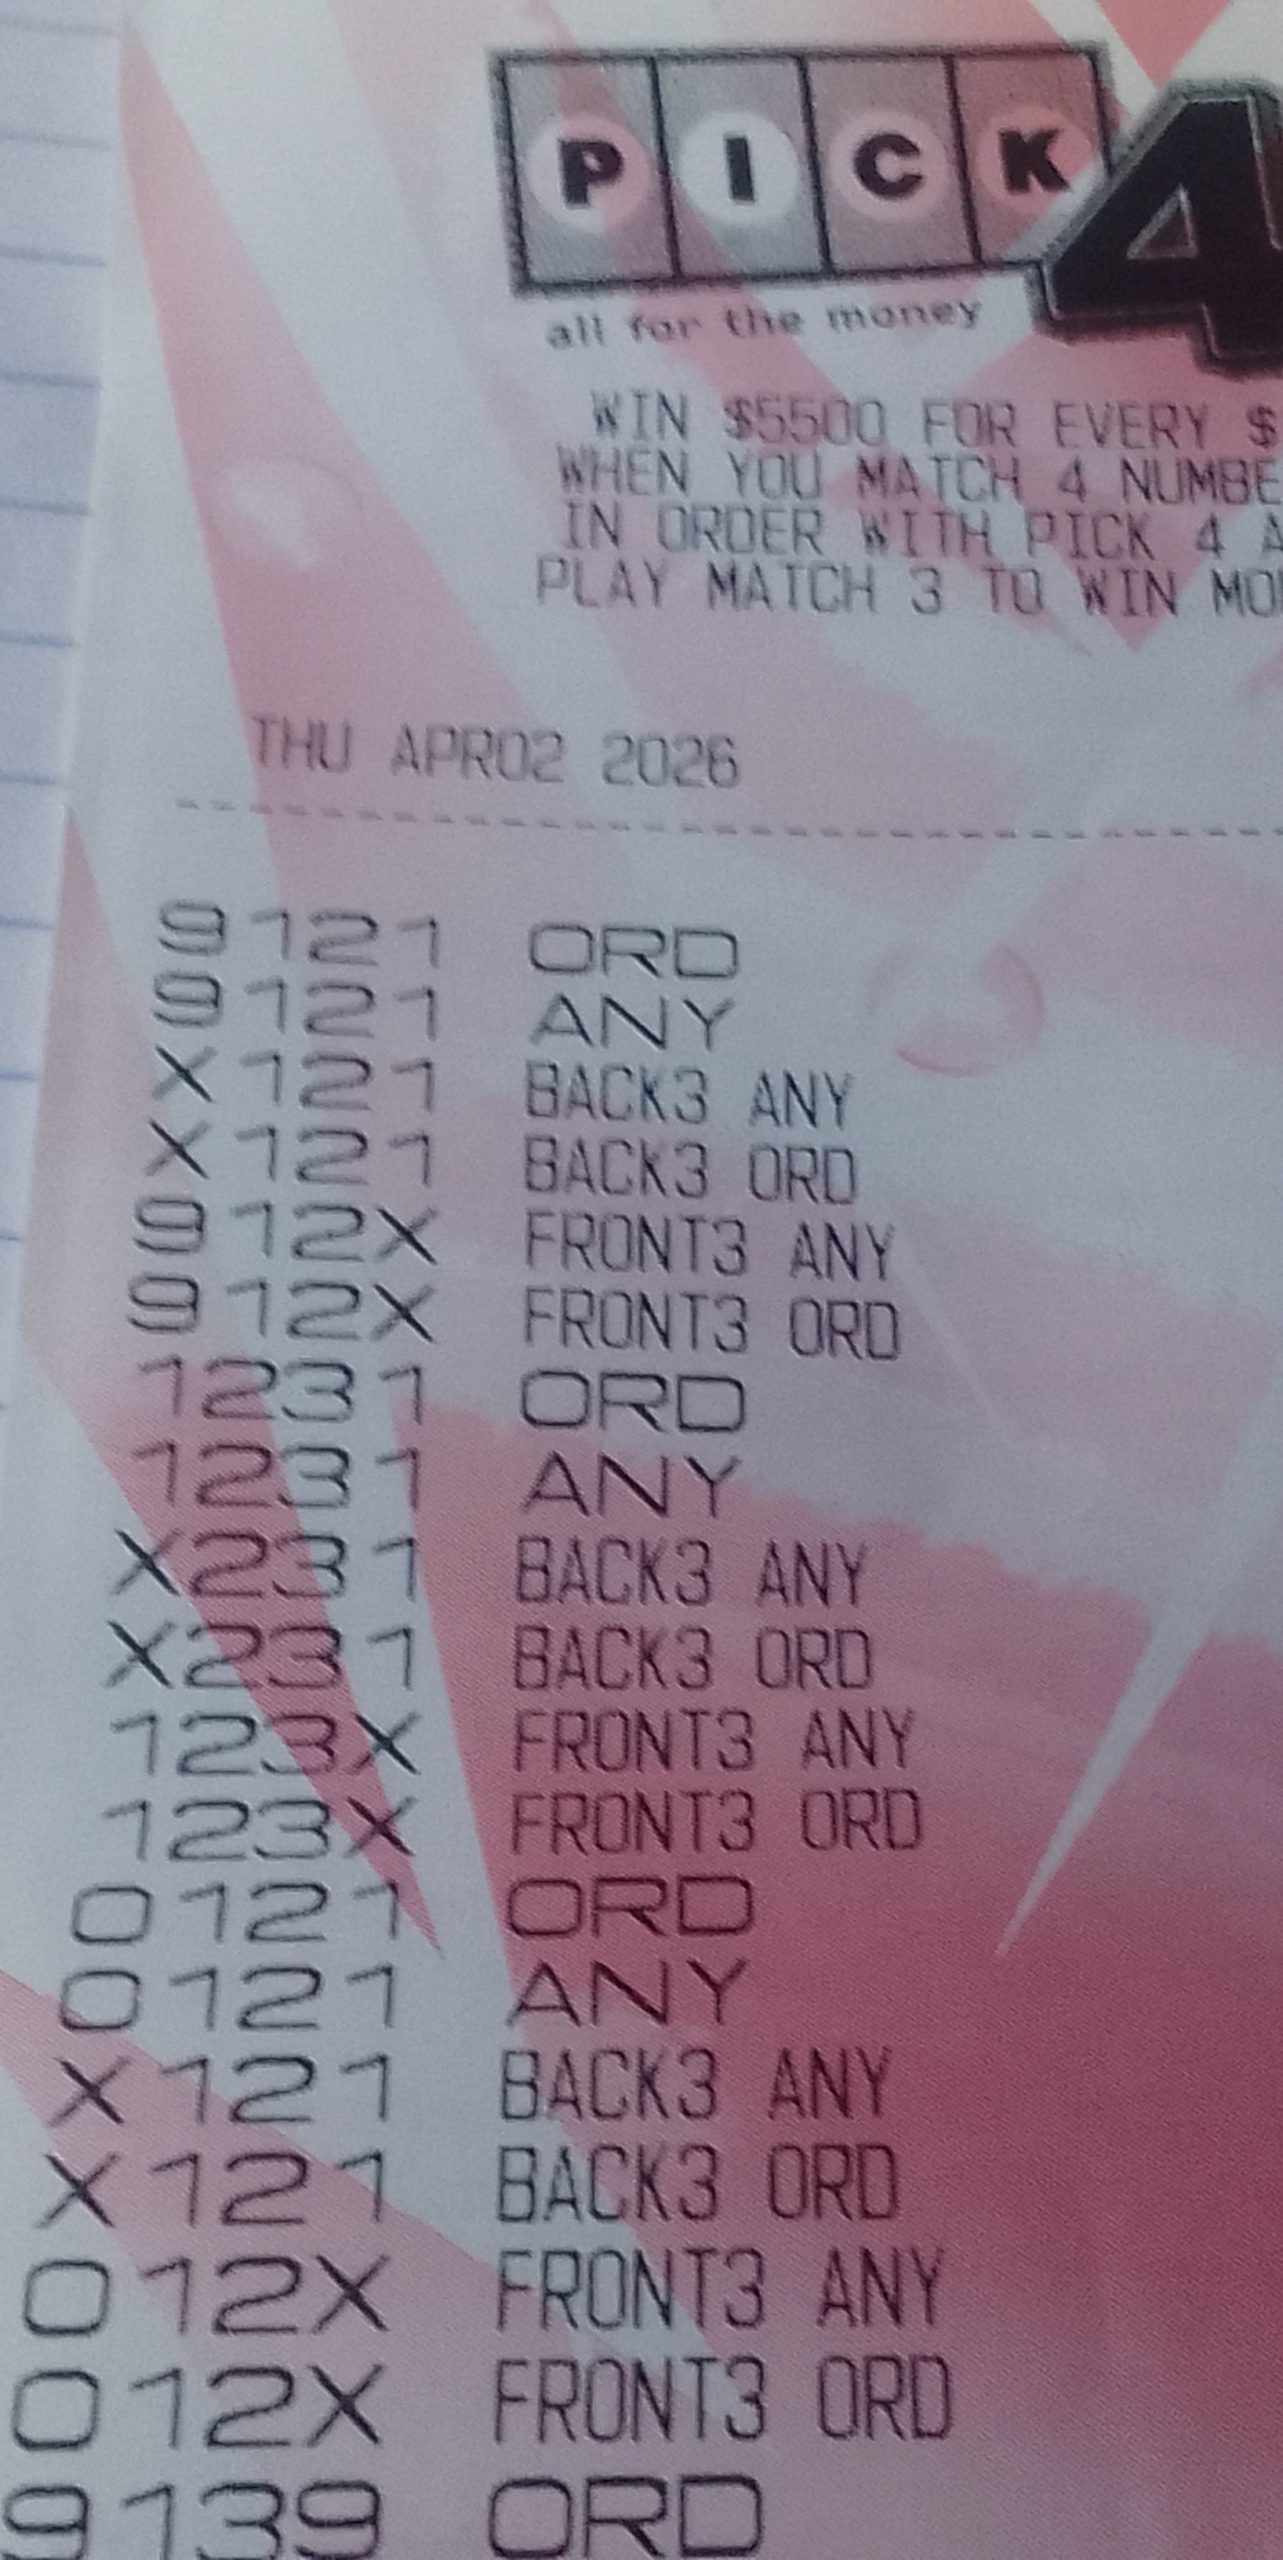 PICK 4
all for the money
WIN $5500 FOR EVERY $
WHEN YOU MATCH 4 NUMBE
IN ORDER WITH PICK 4 A
PLAY MATCH 3 TO WIN MO
THU APR02 2026
9121 ORD
9121 ANY
X121 BACK3 ANY
X121 BACK3 ORD
912X FRONT3 ANY
912X FRONT3 ORD
1231 ORD
1231 ANY
X231 BACK3 ANY
X231 BACK3 ORD
123X FRONT3 ANY
123X FRONT3 ORD
0121 ORD
0121 ANY
X121 BACK3 ANY
X121 BACK3 ORD
012X FRONT3 ANY
012X FRONT3 ORD
9139 ORD